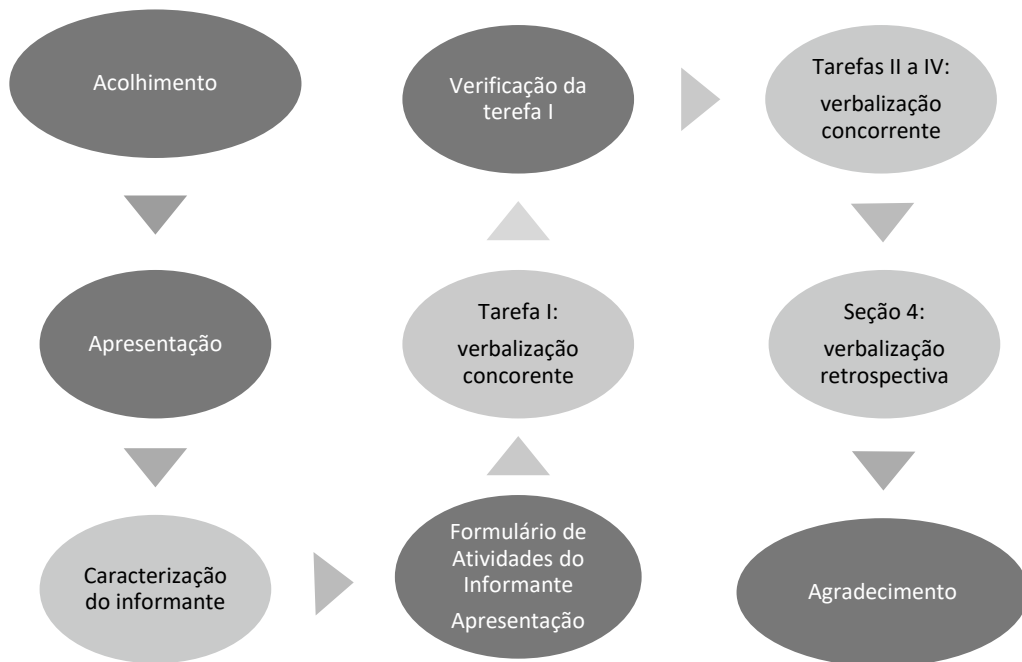 Acolhimento
Apresentação
Caracterização
do informante
Formulário de
Atividades do
Informante
Apresentação
Tarefa I:
verbalização
concorente
Verificação da
terefa I
Tarefas II a IV:
verbalização
concorrente
Seção 4:
verbalização
retrospectiva
Agradecimento